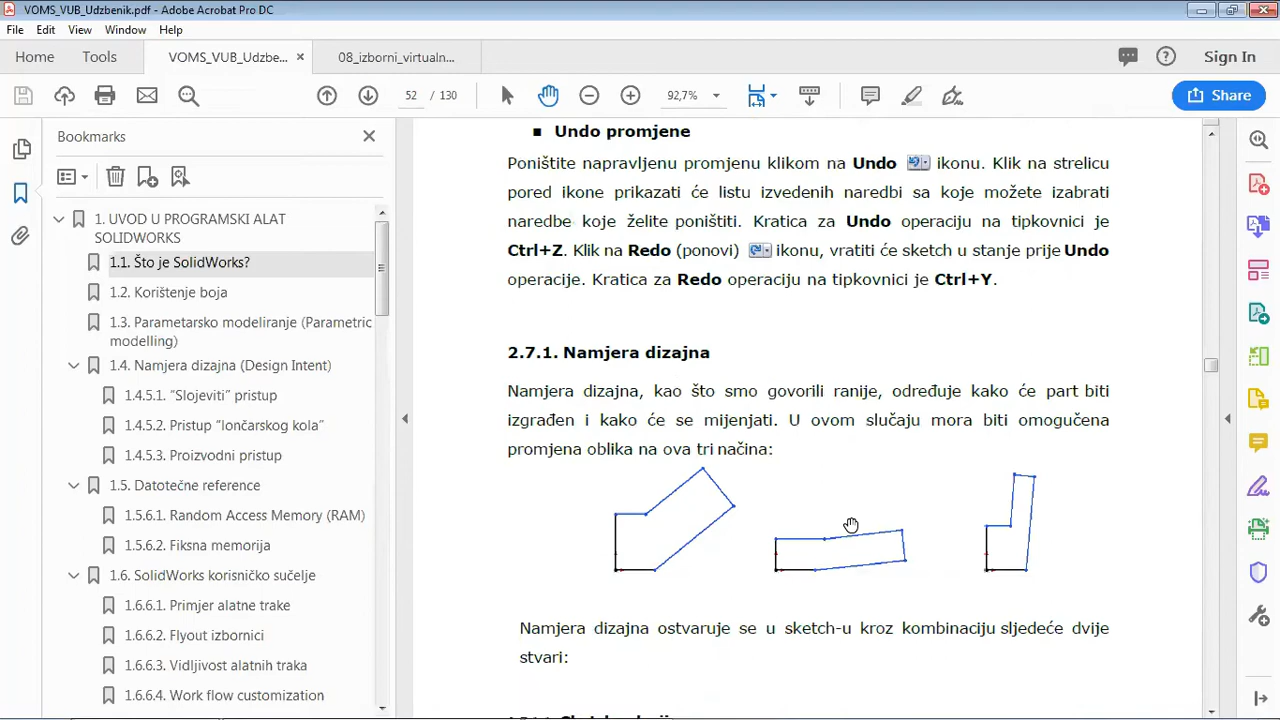 VOMS_VUB_Udzbenik.pdf - Adobe Acrobat Pro DC
File Edit View Window Help
Home Tools VOMS_VUB_Udzbe... 08_izborni_virtualn... Sign In
52 / 130 92,7% Share
Bookmarks
1. UVOD U PROGRAMSKI ALAT
SOLIDWORKS
1.1. Što je SolidWorks?
1.2. Korištenje boja
1.3. Parametarsko modeliranje (Parametric
modelling)
1.4. Namjera dizajna (Design Intent)
1.4.5.1. "Slojeviti" pristup
1.4.5.2. Pristup "lončarskog kola"
1.4.5.3. Proizvodni pristup
1.5. Datotečne reference
1.5.6.1. Random Access Memory (RAM)
1.5.6.2. Fiksna memorija
1.6. SolidWorks korisničko sučelje
1.6.6.1. Primjer alatne trake
1.6.6.2. Flyout izbornici
1.6.6.3. Vidljivost alatnih traka
1.6.6.4. Work flow customization
▪ Undo promjene
Poništite napravljenu promjenu klikom na Undo ikonu. Klik na strelicu
pored ikone prikazati će listu izvedenih naredbi sa koje možete izabrati
naredbe koje želite poništiti. Kratica za Undo operaciju na tipkovnici je
Ctrl+Z. Klik na Redo (ponovi) ikonu, vratiti će sketch u stanje prije Undo
operacije. Kratica za Redo operaciju na tipkovnici je Ctrl+Y.
2.7.1. Namjera dizajna
Namjera dizajna, kao što smo govorili ranije, određuje kako će part biti
izgrađen i kako će se mijenjati. U ovom slučaju mora biti omogućena
promjena oblika na ova tri načina:
Namjera dizajna ostvaruje se u sketch-u kroz kombinaciju sljedeće dvije
stvari: